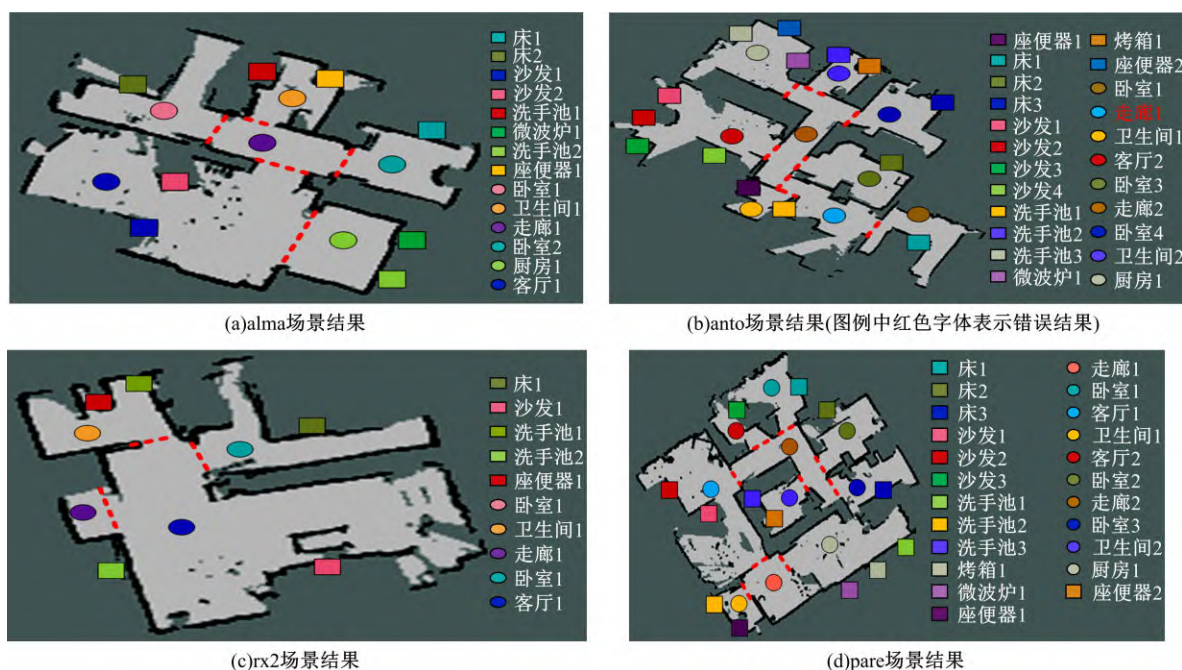 床1
床2
沙发1
沙发2
洗手池1
微波炉1
洗手池2
座便器1
卧室1
卫生间1
走廊1
卧室2
厨房1
客厅1
(a)alma场景结果
座便器1
床1
床2
床3
沙发1
沙发2
沙发3
沙发4
洗手池1
洗手池2
洗手池3
微波炉1
烤箱1
座便器2
卧室1
走廊1
卫生间1
客厅2
卧室3
走廊2
卧室4
卫生间2
厨房1
(b)anto场景结果(图例中红色字体表示错误结果)
床1
沙发1
洗手池1
洗手池2
座便器1
卧室1
卫生间1
走廊1
卧室1
客厅1
(c)rx2场景结果
床1
床2
床3
沙发1
沙发2
沙发3
洗手池1
洗手池2
洗手池3
烤箱1
微波炉1
座便器1
走廊1
卧室1
客厅1
卫生间1
客厅2
卧室2
走廊2
卧室3
卫生间2
厨房1
座便器2
(d)pare场景结果